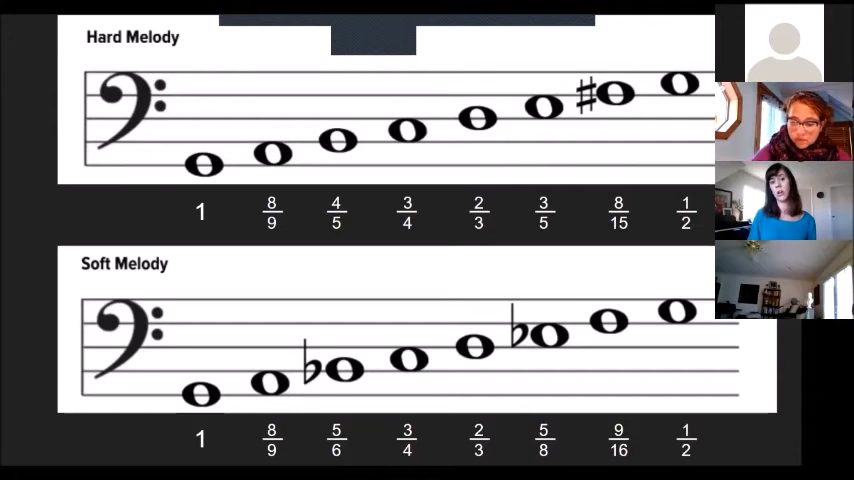 Hard Melody
1 8/9 4/5 3/4 2/3 3/5 8/15 1/2
Soft Melody
1 8/9 5/6 3/4 2/3 5/8 9/16 1/2